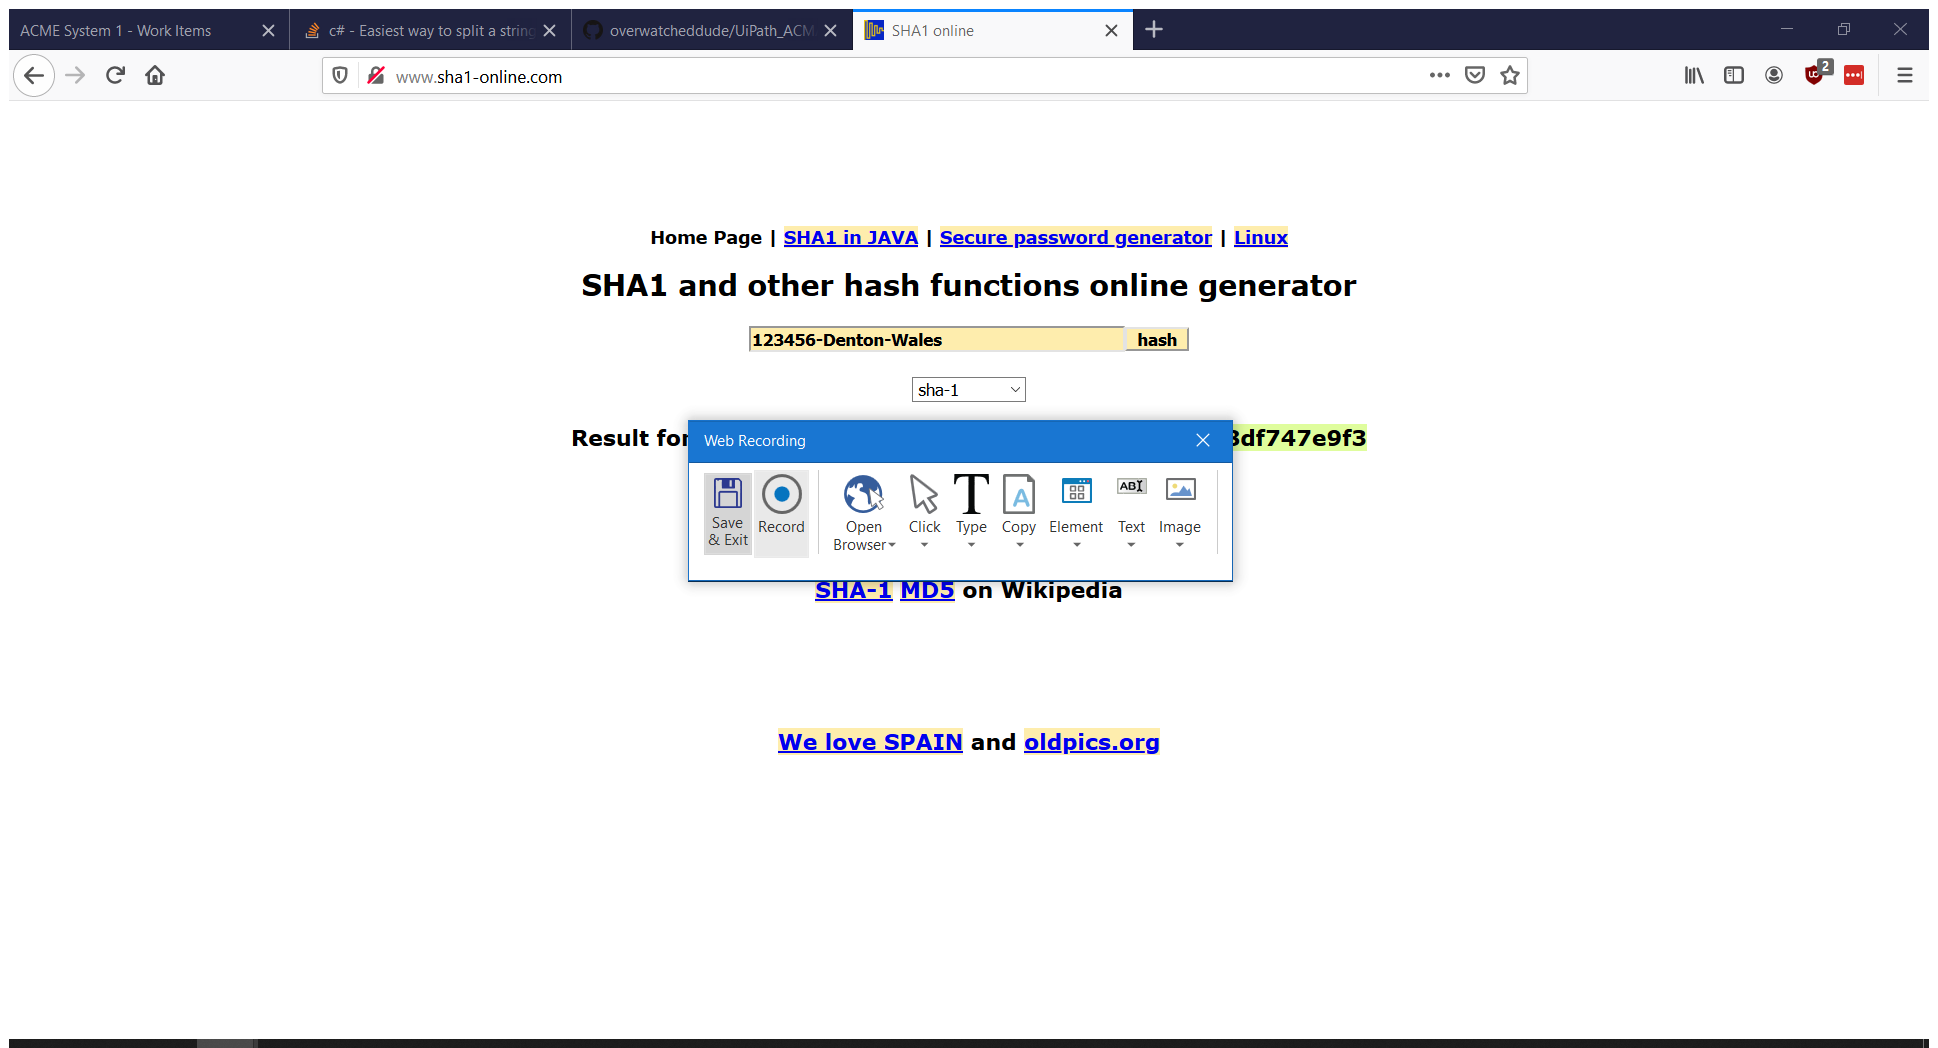 ACME System 1 - Work Items
c# - Easiest way to split a string
overwatcheddude/UiPath_ACM
SHA1 online
www.sha1-online.com
2
Home Page | SHA1 in JAVA | Secure password generator | Linux
SHA1 and other hash functions online generator
123456-Denton-Wales hash
sha-1
Result for
3df747e9f3
Web Recording
Save & Exit
Record
Open Browser
Click
Type
Copy
Element
Text
Image
SHA-1 MD5 on Wikipedia
We love SPAIN and oldpics.org